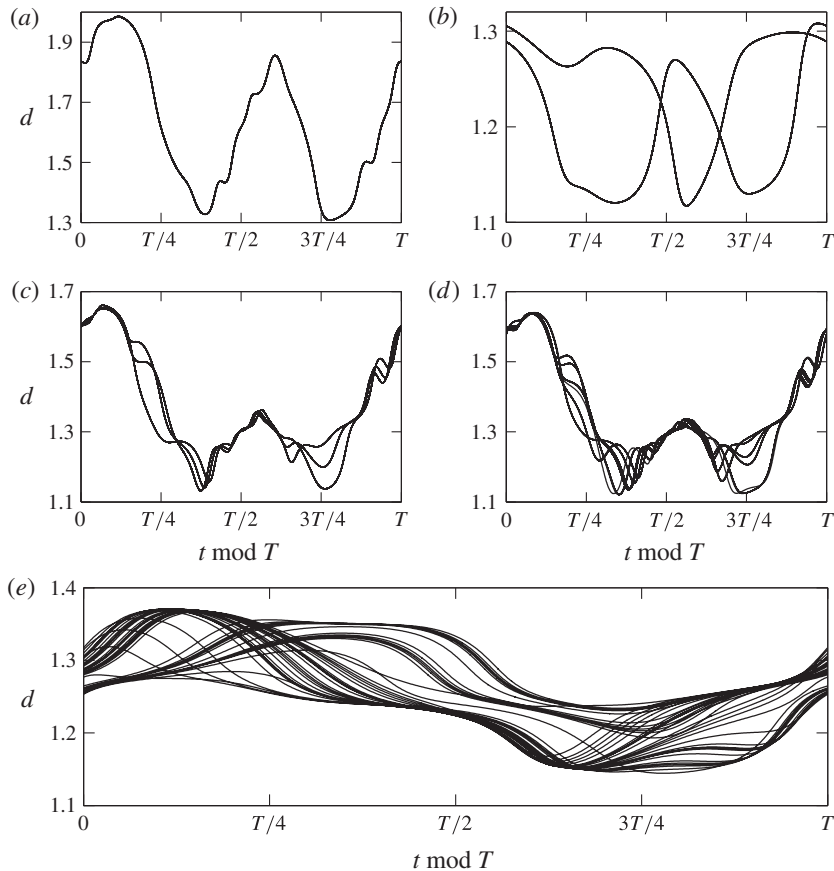 (a)
1.9
1.7
d
1.5
1.3
0
T/4
T/2
3T/4
T
(b)
1.3
1.2
1.1
0
T/4
T/2
3T/4
T
(c)
1.7
1.5
d
1.3
1.1
0
T/4
T/2
3T/4
T
t mod T
(d)
1.7
1.5
1.3
1.1
0
T/4
T/2
3T/4
T
t mod T
(e)
1.4
1.3
d
1.2
1.1
0
T/4
T/2
3T/4
T
t mod T